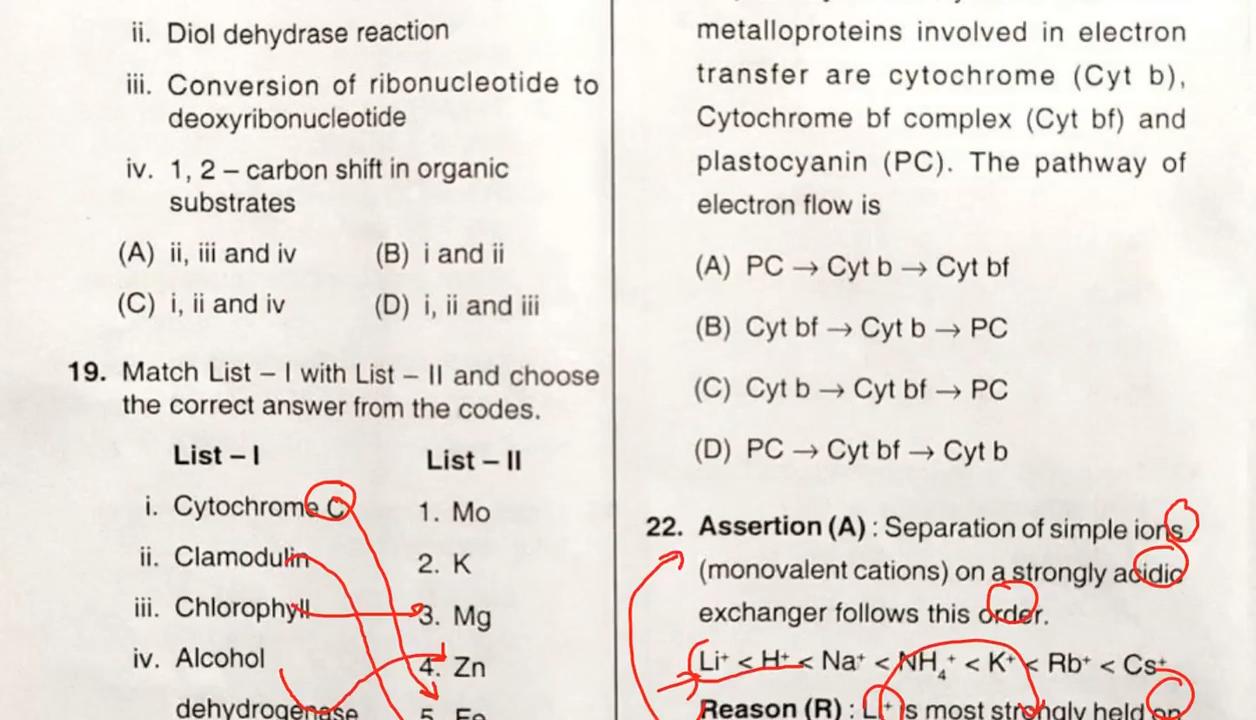 ii. Diol dehydrase reaction
iii. Conversion of ribonucleotide to
deoxyribonucleotide
iv. 1, 2 – carbon shift in organic
substrates
(A) ii, iii and iv (B) i and ii
(C) i, ii and iv (D) i, ii and iii
19. Match List – I with List – II and choose
the correct answer from the codes.
List – I List – II
i. Cytochrome C 1. Mo
ii. Clamodulin 2. K
iii. Chlorophyll 3. Mg
iv. Alcohol 4. Zn
dehydrogenase 5. Fe
metalloproteins involved in electron
transfer are cytochrome (Cyt b),
Cytochrome bf complex (Cyt bf) and
plastocyanin (PC). The pathway of
electron flow is
(A) PC → Cyt b → Cyt bf
(B) Cyt bf → Cyt b → PC
(C) Cyt b → Cyt bf → PC
(D) PC → Cyt bf → Cyt b
22. Assertion (A) : Separation of simple ions
(monovalent cations) on a strongly acidic
exchanger follows this order.
Li⁺ < H⁺ < Na⁺ < NH₄⁺ < K⁺ < Rb⁺ < Cs⁺
Reason (R) : Li⁺ is most strongly held on